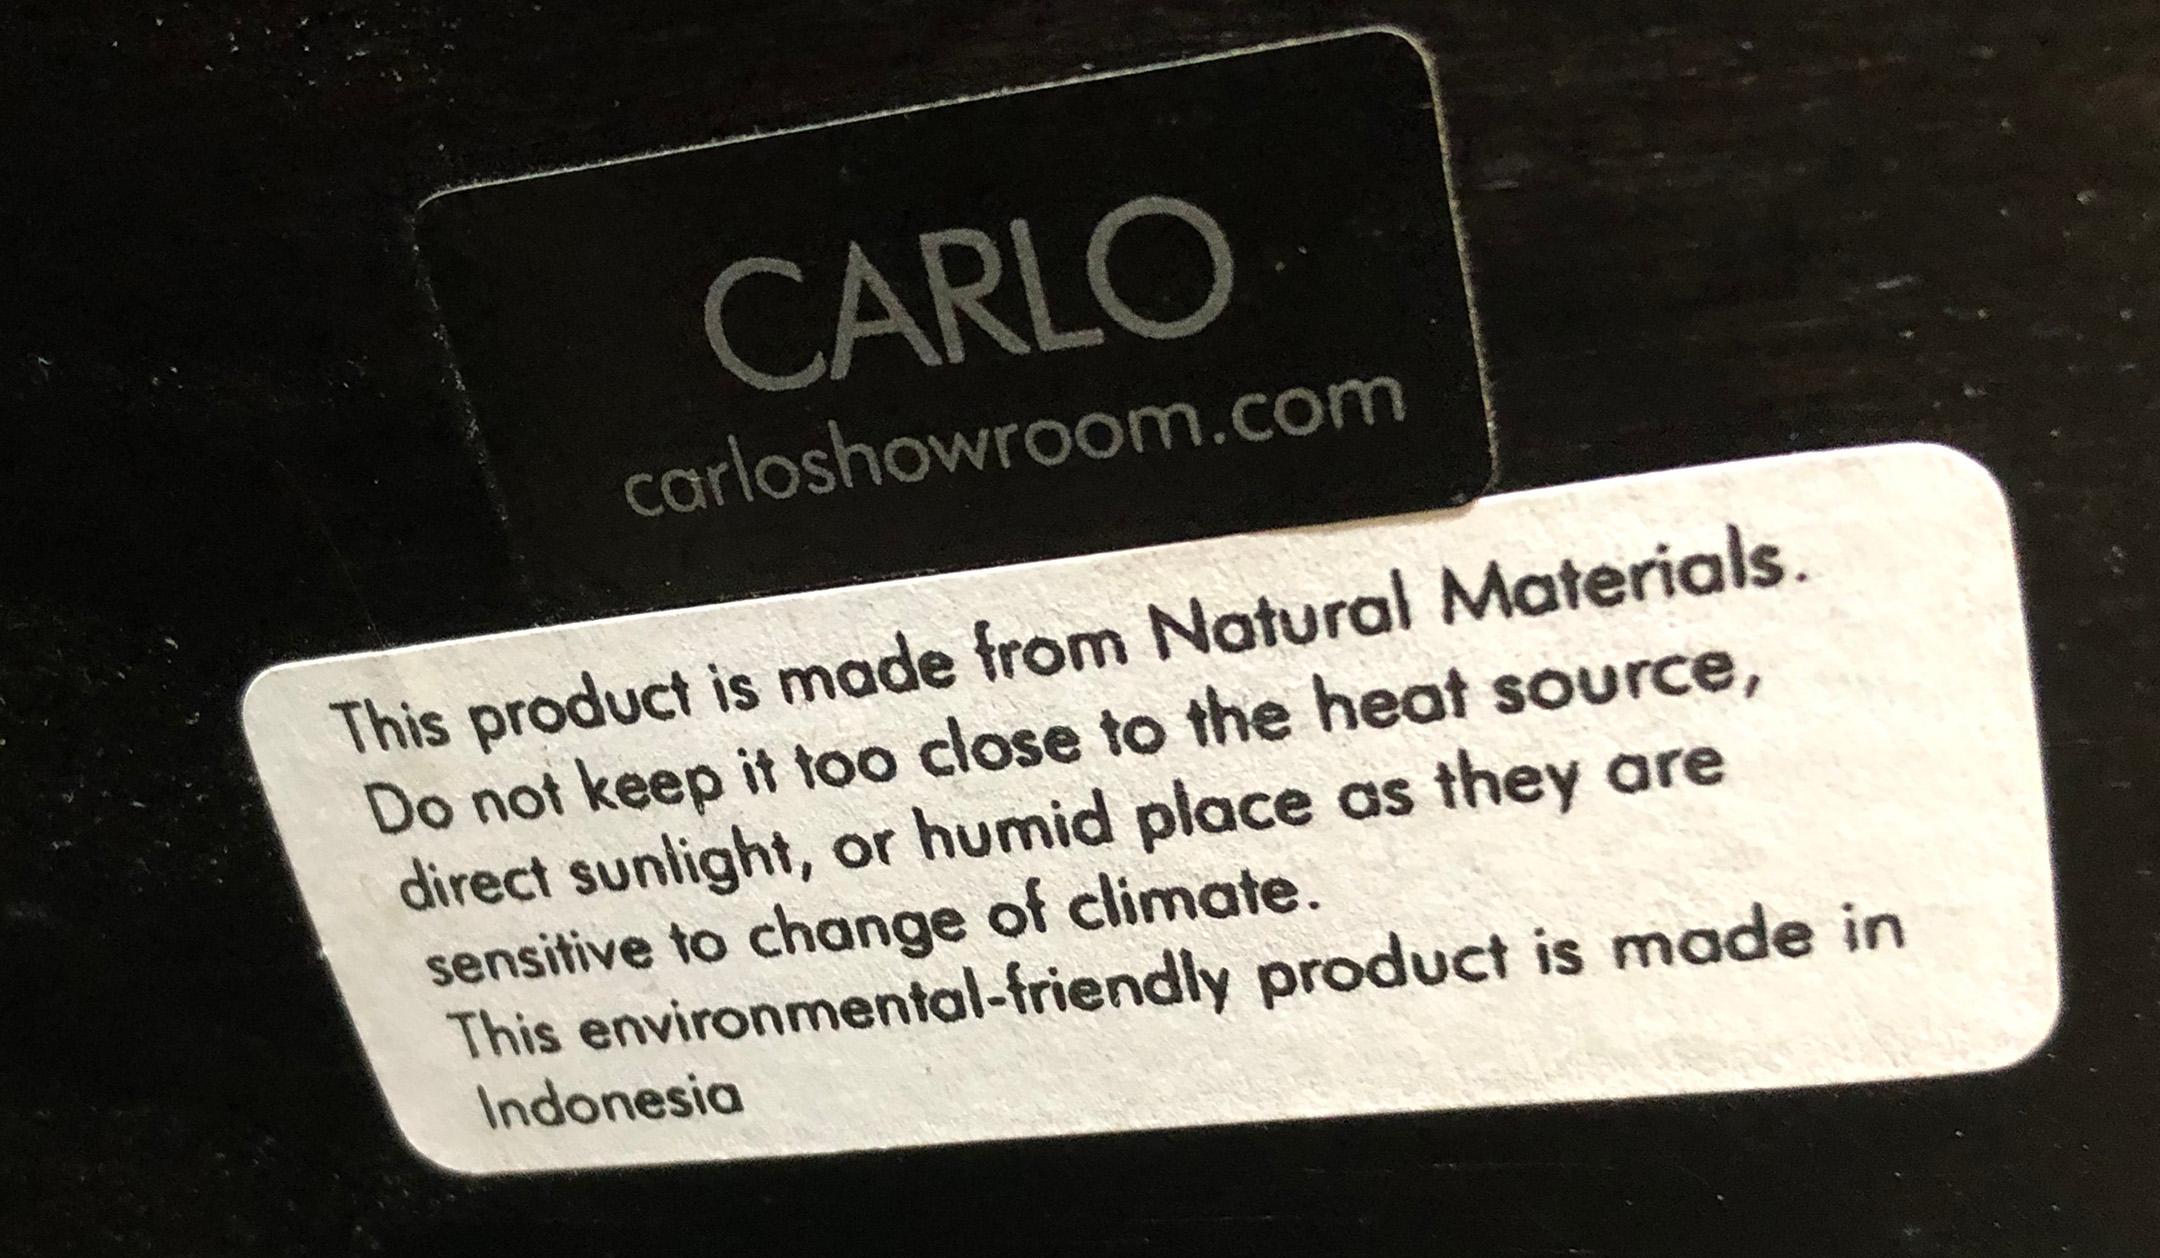 CARLO
carloshowroom.com
This product is made from Natural Materials.
Do not keep it too close to the heat source,
direct sunlight, or humid place as they are
sensitive to change of climate.
This environmental-friendly product is made in
Indonesia